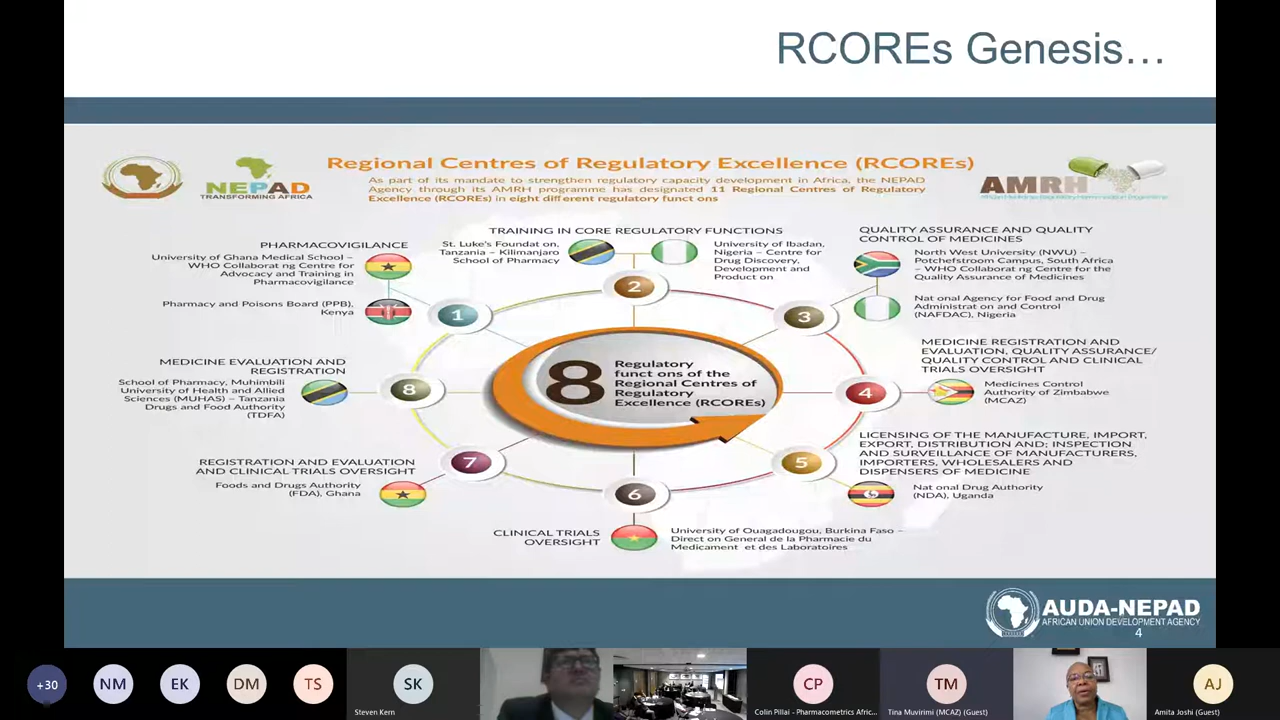 RCOREs Genesis...
NEPAD
TRANSFORMING AFRICA
Regional Centres of Regulatory Excellence (RCOREs)
As part of its mandate to strengthen regulatory capacity development in Africa, the NEPAD
Agency through its AMRH programme has designated 11 Regional Centres of Regulatory
Excellence (RCOREs) in eight different regulatory funct ons
AMRH
PHARMACOVIGILANCE
University of Ghana Medical School –
WHO Collaborat ng Centre for
Advocacy and Training in
Pharmacovigilance
Pharmacy and Poisons Board (PPB),
Kenya
1
TRAINING IN CORE REGULATORY FUNCTIONS
St. Luke's Foundat on,
Tanzania – Kilimanjaro
School of Pharmacy
University of Ibadan,
Nigeria – Centre for
Drug Discovery,
Development and
Product on
2
QUALITY ASSURANCE AND QUALITY
CONTROL OF MEDICINES
North West University (NWU) –
Potchefstroom Campus, South Africa
– WHO Collaborat ng Centre for the
Quality Assurance of Medicines
Nat onal Agency for Food and Drug
Administrat on and Control
(NAFDAC), Nigeria
3
MEDICINE REGISTRATION AND
EVALUATION, QUALITY ASSURANCE/
QUALITY CONTROL AND CLINICAL
TRIALS OVERSIGHT
Medicines Control
Authority of Zimbabwe
(MCAZ)
4
LICENSING OF THE MANUFACTURE, IMPORT,
EXPORT, DISTRIBUTION AND; INSPECTION
AND SURVEILLANCE OF MANUFACTURERS,
IMPORTERS, WHOLESALERS AND
DISPENSERS OF MEDICINE
Nat onal Drug Authority
(NDA), Uganda
5
CLINICAL TRIALS
OVERSIGHT
University of Ouagadougou, Burkina Faso –
Direct on General de la Pharmacie du
Medicament et des Laboratoires
6
REGISTRATION AND EVALUATION
AND CLINICAL TRIALS OVERSIGHT
Foods and Drugs Authority
(FDA), Ghana
7
MEDICINE EVALUATION AND
REGISTRATION
School of Pharmacy, Muhimbili
University of Health and Allied
Sciences (MUHAS) – Tanzania
Drugs and Food Authority
(TDFA)
8
8
Regulatory
funct ons of the
Regional Centres of
Regulatory
Excellence (RCOREs)
AUDA-NEPAD
AFRICAN UNION DEVELOPMENT AGENCY
4
+30
NM
EK
DM
TS
SK
Steven Kern
CP
Colin Pillai - Pharmacometrics Afric...
TM
Tina Muvirimi (MCAZ) (Guest)
AJ
Amita Joshi (Guest)